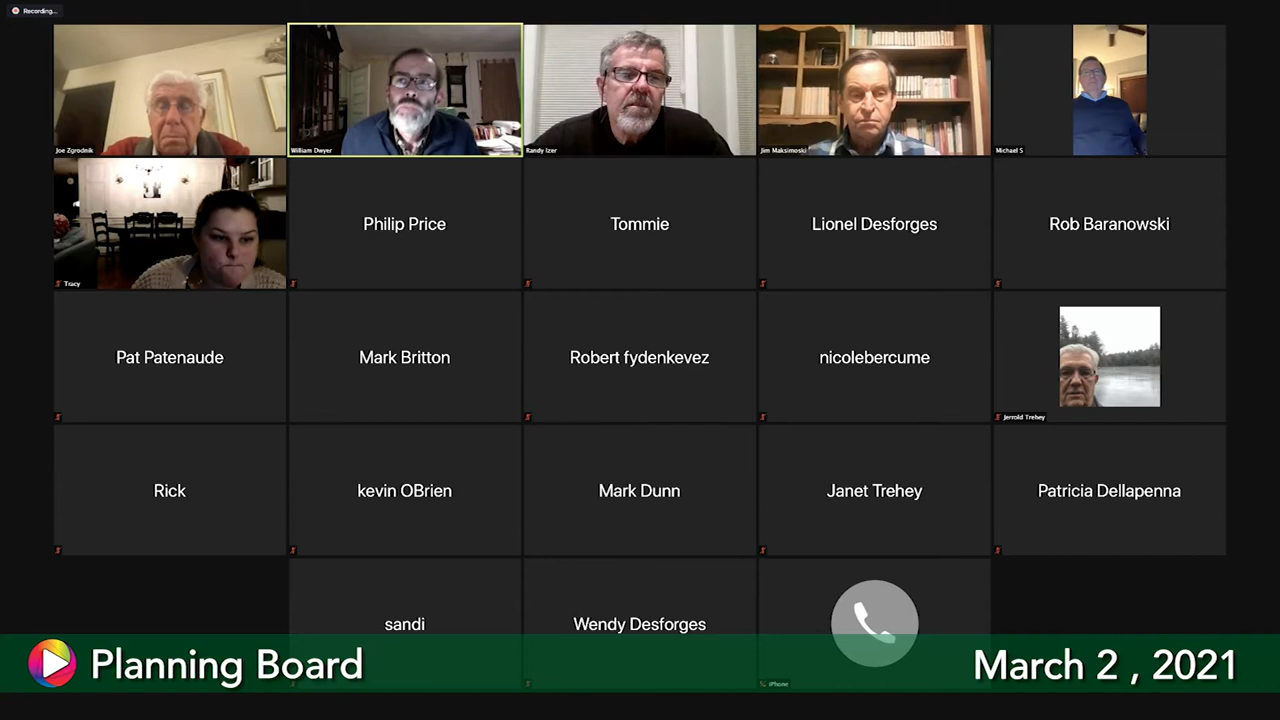 Recording...
Joe Zgrodnik
William Dwyer
Randy Izer
Jim Maksimoski
Michael S
Tracy
Philip Price
Tommie
Lionel Desforges
Rob Baranowski
Pat Patenaude
Mark Britton
Robert fydenkevez
nicolebercume
Jerrold Trehey
Rick
kevin OBrien
Mark Dunn
Janet Trehey
Patricia Dellapenna
sandi
Wendy Desforges
iPhone
Planning Board
March 2 , 2021